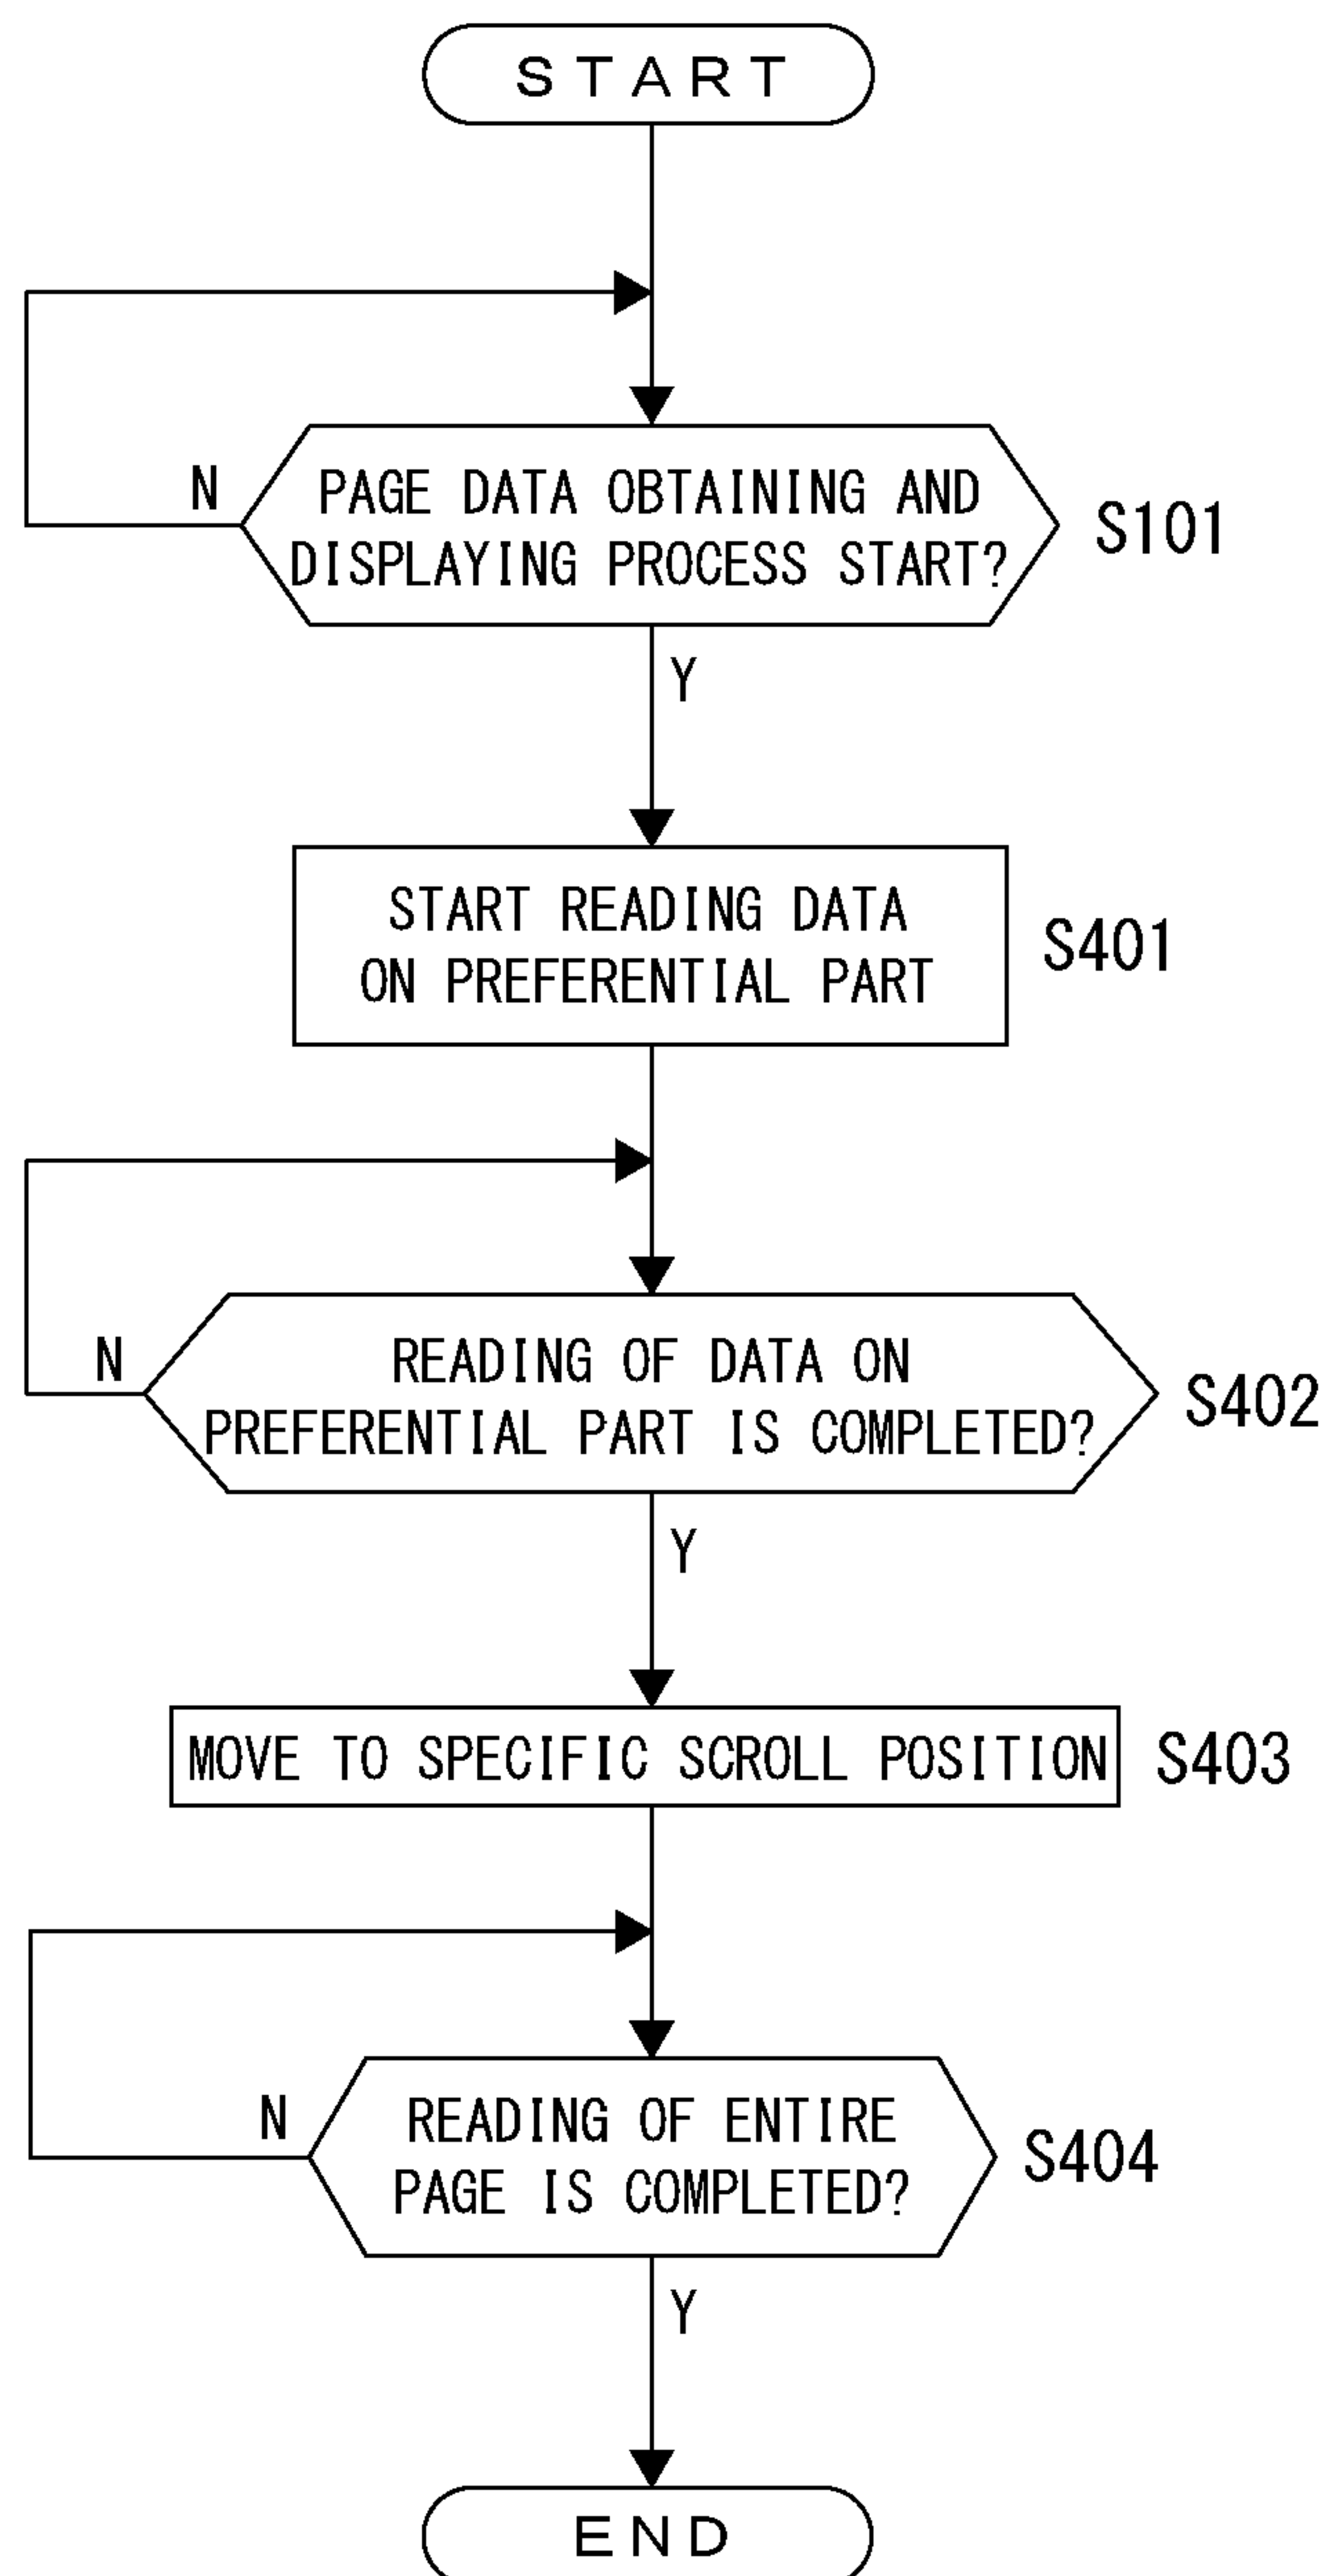 START
N
PAGE DATA OBTAINING AND
DISPLAYING PROCESS START?
S101
Y
START READING DATA
ON PREFERENTIAL PART
S401
N
READING OF DATA ON
PREFERENTIAL PART IS COMPLETED?
S402
Y
MOVE TO SPECIFIC SCROLL POSITION
S403
N
READING OF ENTIRE
PAGE IS COMPLETED?
S404
Y
END